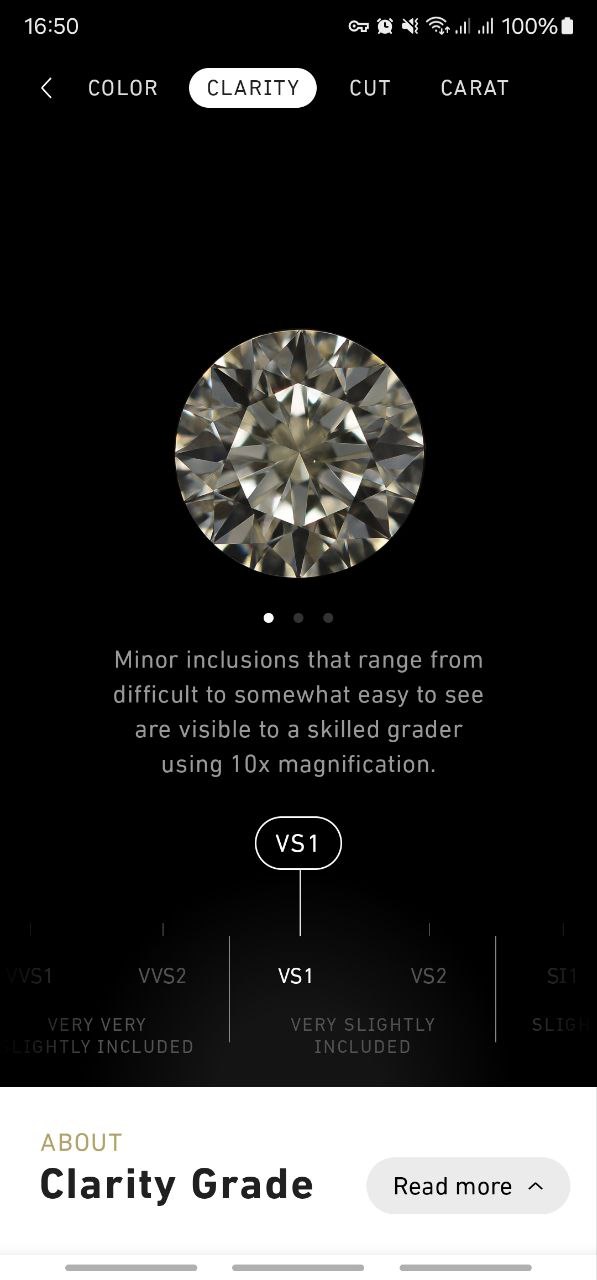 16:50 100%
COLOR CLARITY CUT CARAT
Minor inclusions that range from
difficult to somewhat easy to see
are visible to a skilled grader
using 10x magnification.
VS1
VVS1 VVS2 VS1 VS2 SI1
VERY VERY VERY SLIGHTLY
INCLUDED INCLUDED
ABOUT
Clarity Grade
Read more